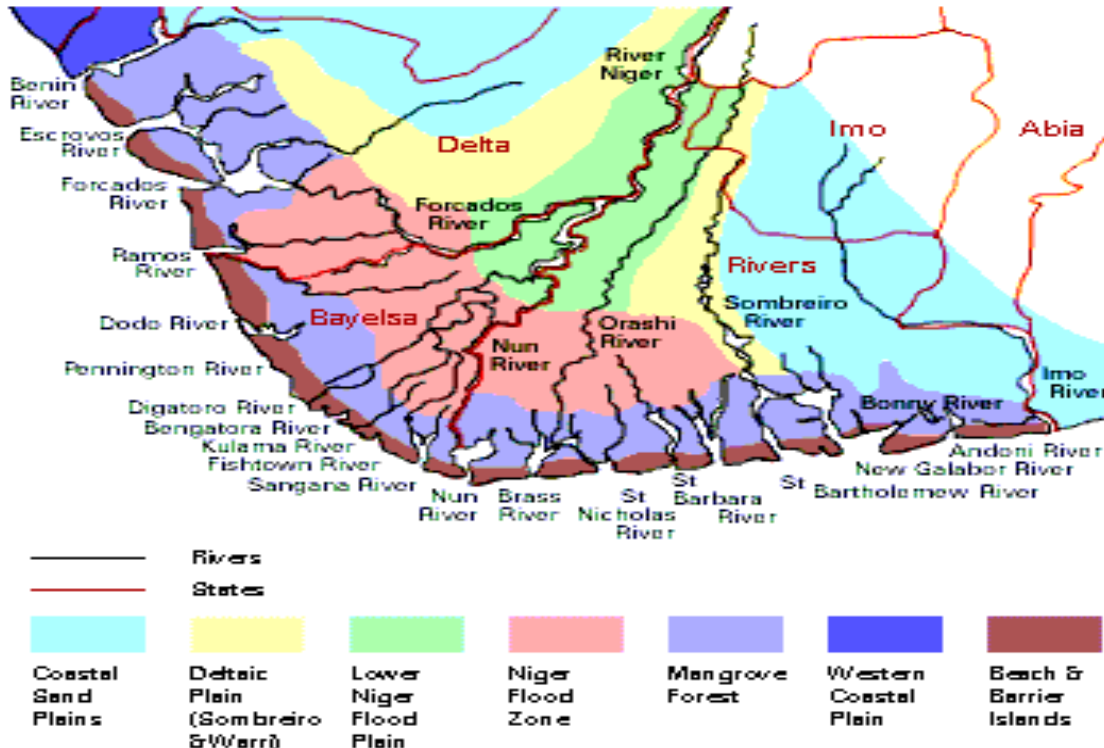 River
Niger
Benin
River
Imo
Abia
Escrovos
River
Delta
Forcados
River
Forcados
River
Ramos
River
Rivers
Sombreiro
River
Dodo River
Bayelsa
Orashi
River
Nun
River
Pennington River
Imo
River
Digatoro River
Bengatora River
Kulama River
Fishtown River
Sangana River
Bonny River
Andoni River
New Galabor River
St
Bartholemew River
Nun
River
Brass
River
St
Nicholas
River
St
Barbara
River
Rivers
States
Coastal
Sand
Plains
Deltaic
Plain
(Sombreiro
&Warri)
Lower
Niger
Flood
Plain
Niger
Flood
Zone
Mangrove
Forest
Western
Coastal
Plain
Beach &
Barrier
Islands